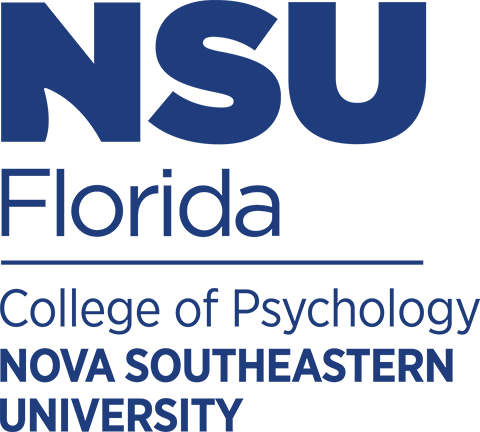 NSU
Florida
College of Psychology
NOVA SOUTHEASTERN
UNIVERSITY